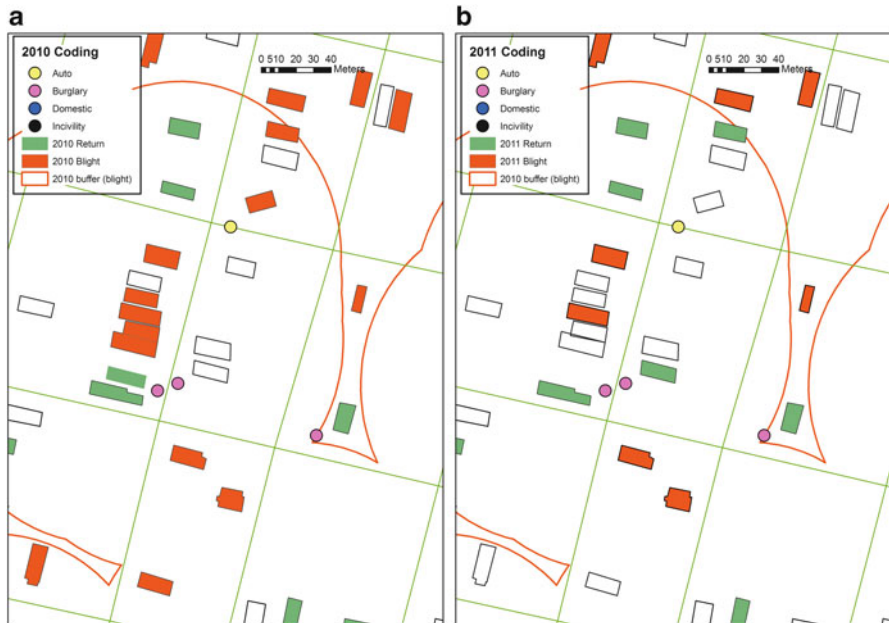 a
2010 Coding
Auto
Burglary
Domestic
Incivility
2010 Return
2010 Blight
2010 buffer (blight)
0 510 20 30 40
Meters
b
2011 Coding
Auto
Burglary
Domestic
Incivility
2011 Return
2011 Blight
2010 buffer (blight)
0 510 20 30 40
Meters